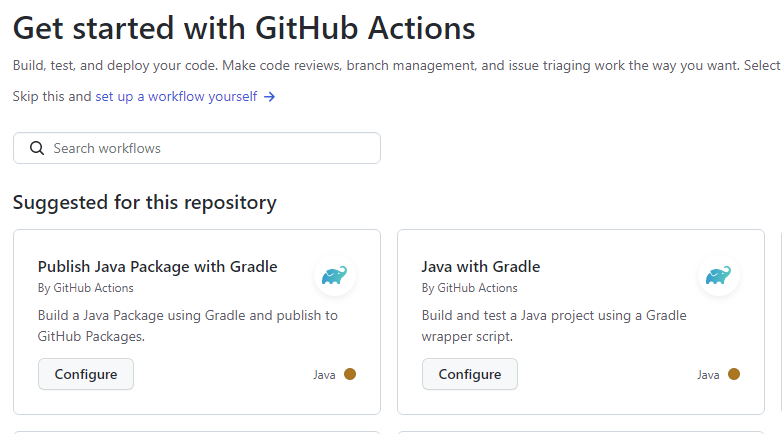 Get started with GitHub Actions
Build, test, and deploy your code. Make code reviews, branch management, and issue triaging work the way you want. Select
Skip this and set up a workflow yourself →
Search workflows
Suggested for this repository
Publish Java Package with Gradle
By GitHub Actions
Build a Java Package using Gradle and publish to
GitHub Packages.
Configure
Java
Java with Gradle
By GitHub Actions
Build and test a Java project using a Gradle
wrapper script.
Configure
Java